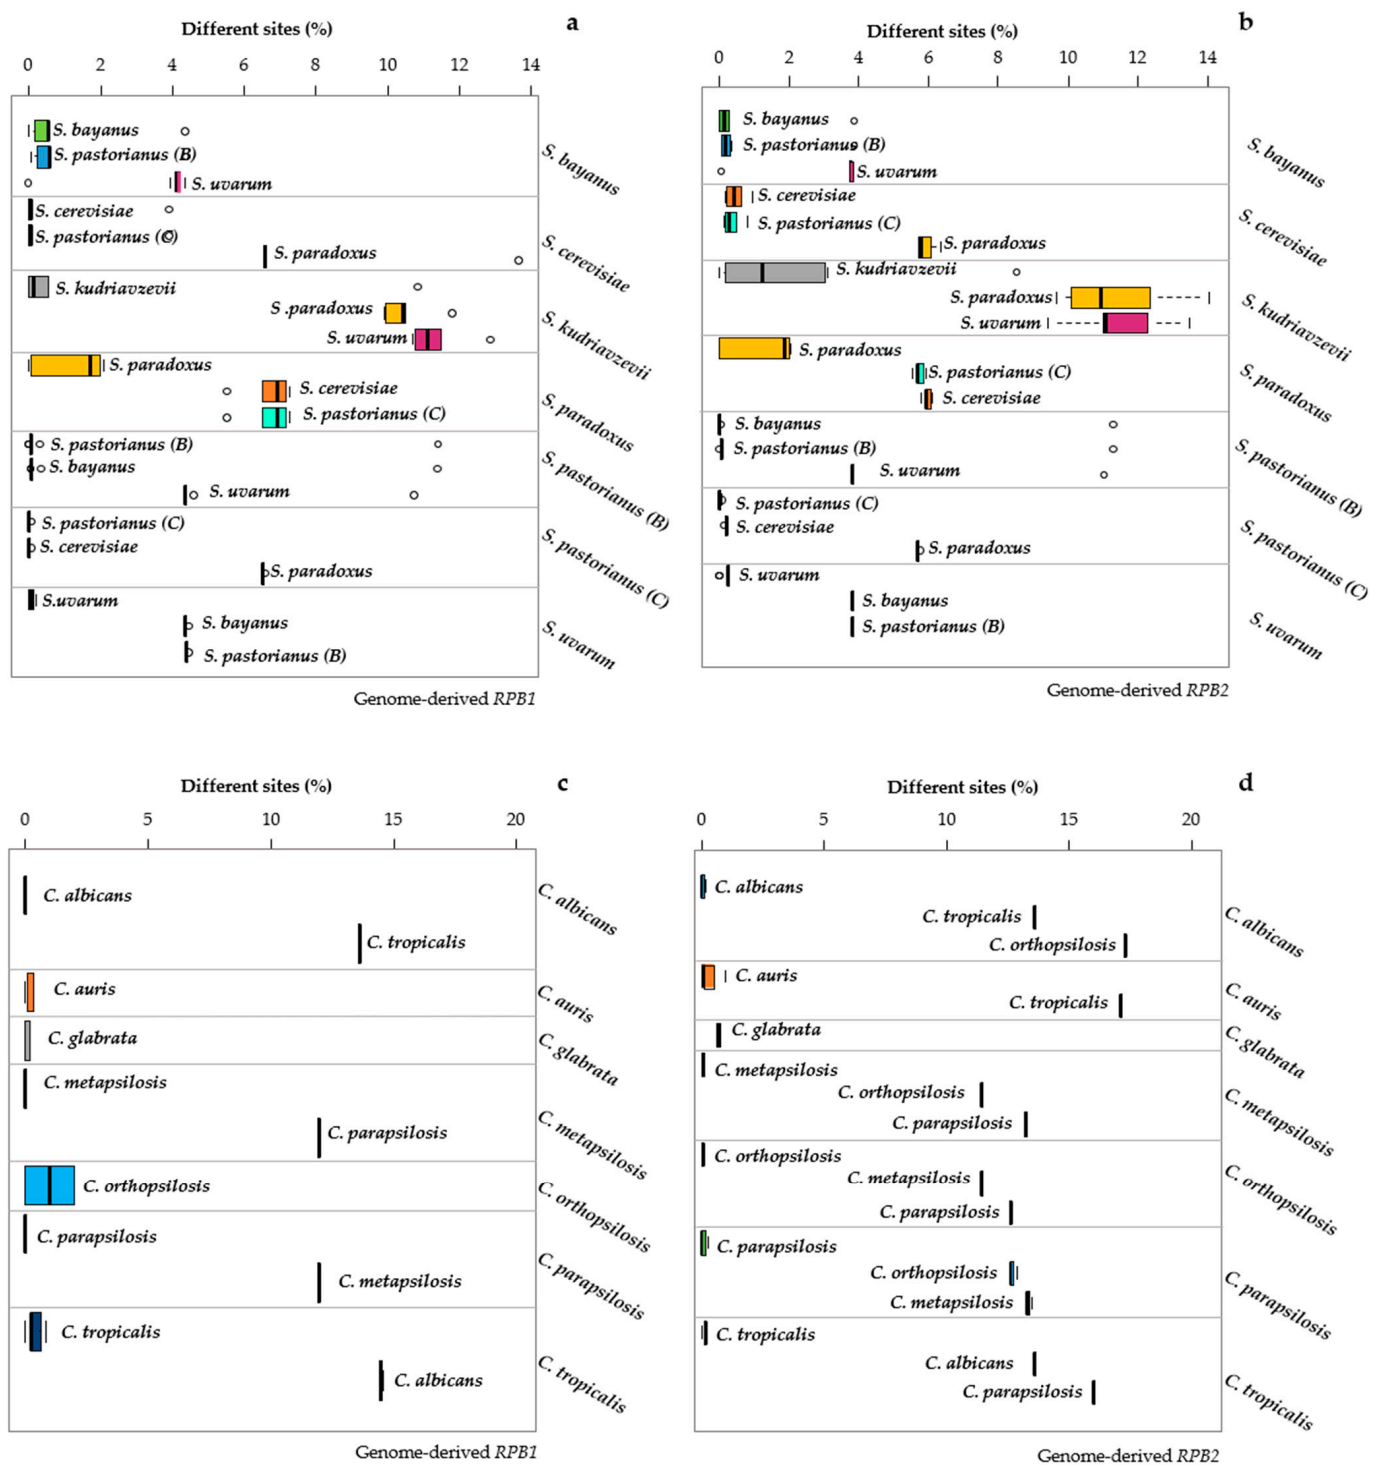 Different sites (%)
a
0 2 4 6 8 10 12 14
S. bayanus
S. pastorianus (B)
S. uvarum
S. bayanus
S. cerevisiae
S. pastorianus (C)
S. paradoxus
S. cerevisiae
S. kudriavzevii
S .paradoxus
S. uvarum
S. kudriavzevii
S. paradoxus
S. cerevisiae
S. pastorianus (C)
S. paradoxus
S. pastorianus (B)
S. bayanus
S. uvarum
S. pastorianus (B)
S. pastorianus (C)
S. cerevisiae
S. paradoxus
S. pastorianus (C)
S.uvarum
S. bayanus
S. pastorianus (B)
S. uvarum
Genome-derived RPB1
Different sites (%)
b
0 2 4 6 8 10 12 14
S. bayanus
S. pastorianus (B)
S. uvarum
S. bayanus
S. cerevisiae
S. pastorianus (C)
S. paradoxus
S. cerevisiae
S. kudriavzevii
S. paradoxus
S. uvarum
S. kudriavzevii
S. paradoxus
S. pastorianus (C)
S. cerevisiae
S. paradoxus
S. bayanus
S. pastorianus (B)
S. uvarum
S. pastorianus (B)
S. pastorianus (C)
S. cerevisiae
S. paradoxus
S. pastorianus (C)
S. uvarum
S. bayanus
S. pastorianus (B)
S. uvarum
Genome-derived RPB2
Different sites (%)
c
0 5 10 15 20
C. albicans
C. tropicalis
C. albicans
C. auris
C. auris
C. glabrata
C. glabrata
C. metapsilosis
C. parapsilosis
C. metapsilosis
C. orthopsilosis
C. orthopsilosis
C. parapsilosis
C. metapsilosis
C. parapsilosis
C. tropicalis
C. albicans
C. tropicalis
Genome-derived RPB1
Different sites (%)
d
0 5 10 15 20
C. albicans
C. tropicalis
C. orthopsilosis
C. albicans
C. auris
C. tropicalis
C. auris
C. glabrata
C. glabrata
C. metapsilosis
C. orthopsilosis
C. parapsilosis
C. metapsilosis
C. orthopsilosis
C. metapsilosis
C. parapsilosis
C. orthopsilosis
C. parapsilosis
C. orthopsilosis
C. metapsilosis
C. parapsilosis
C. tropicalis
C. albicans
C. parapsilosis
C. tropicalis
Genome-derived RPB2